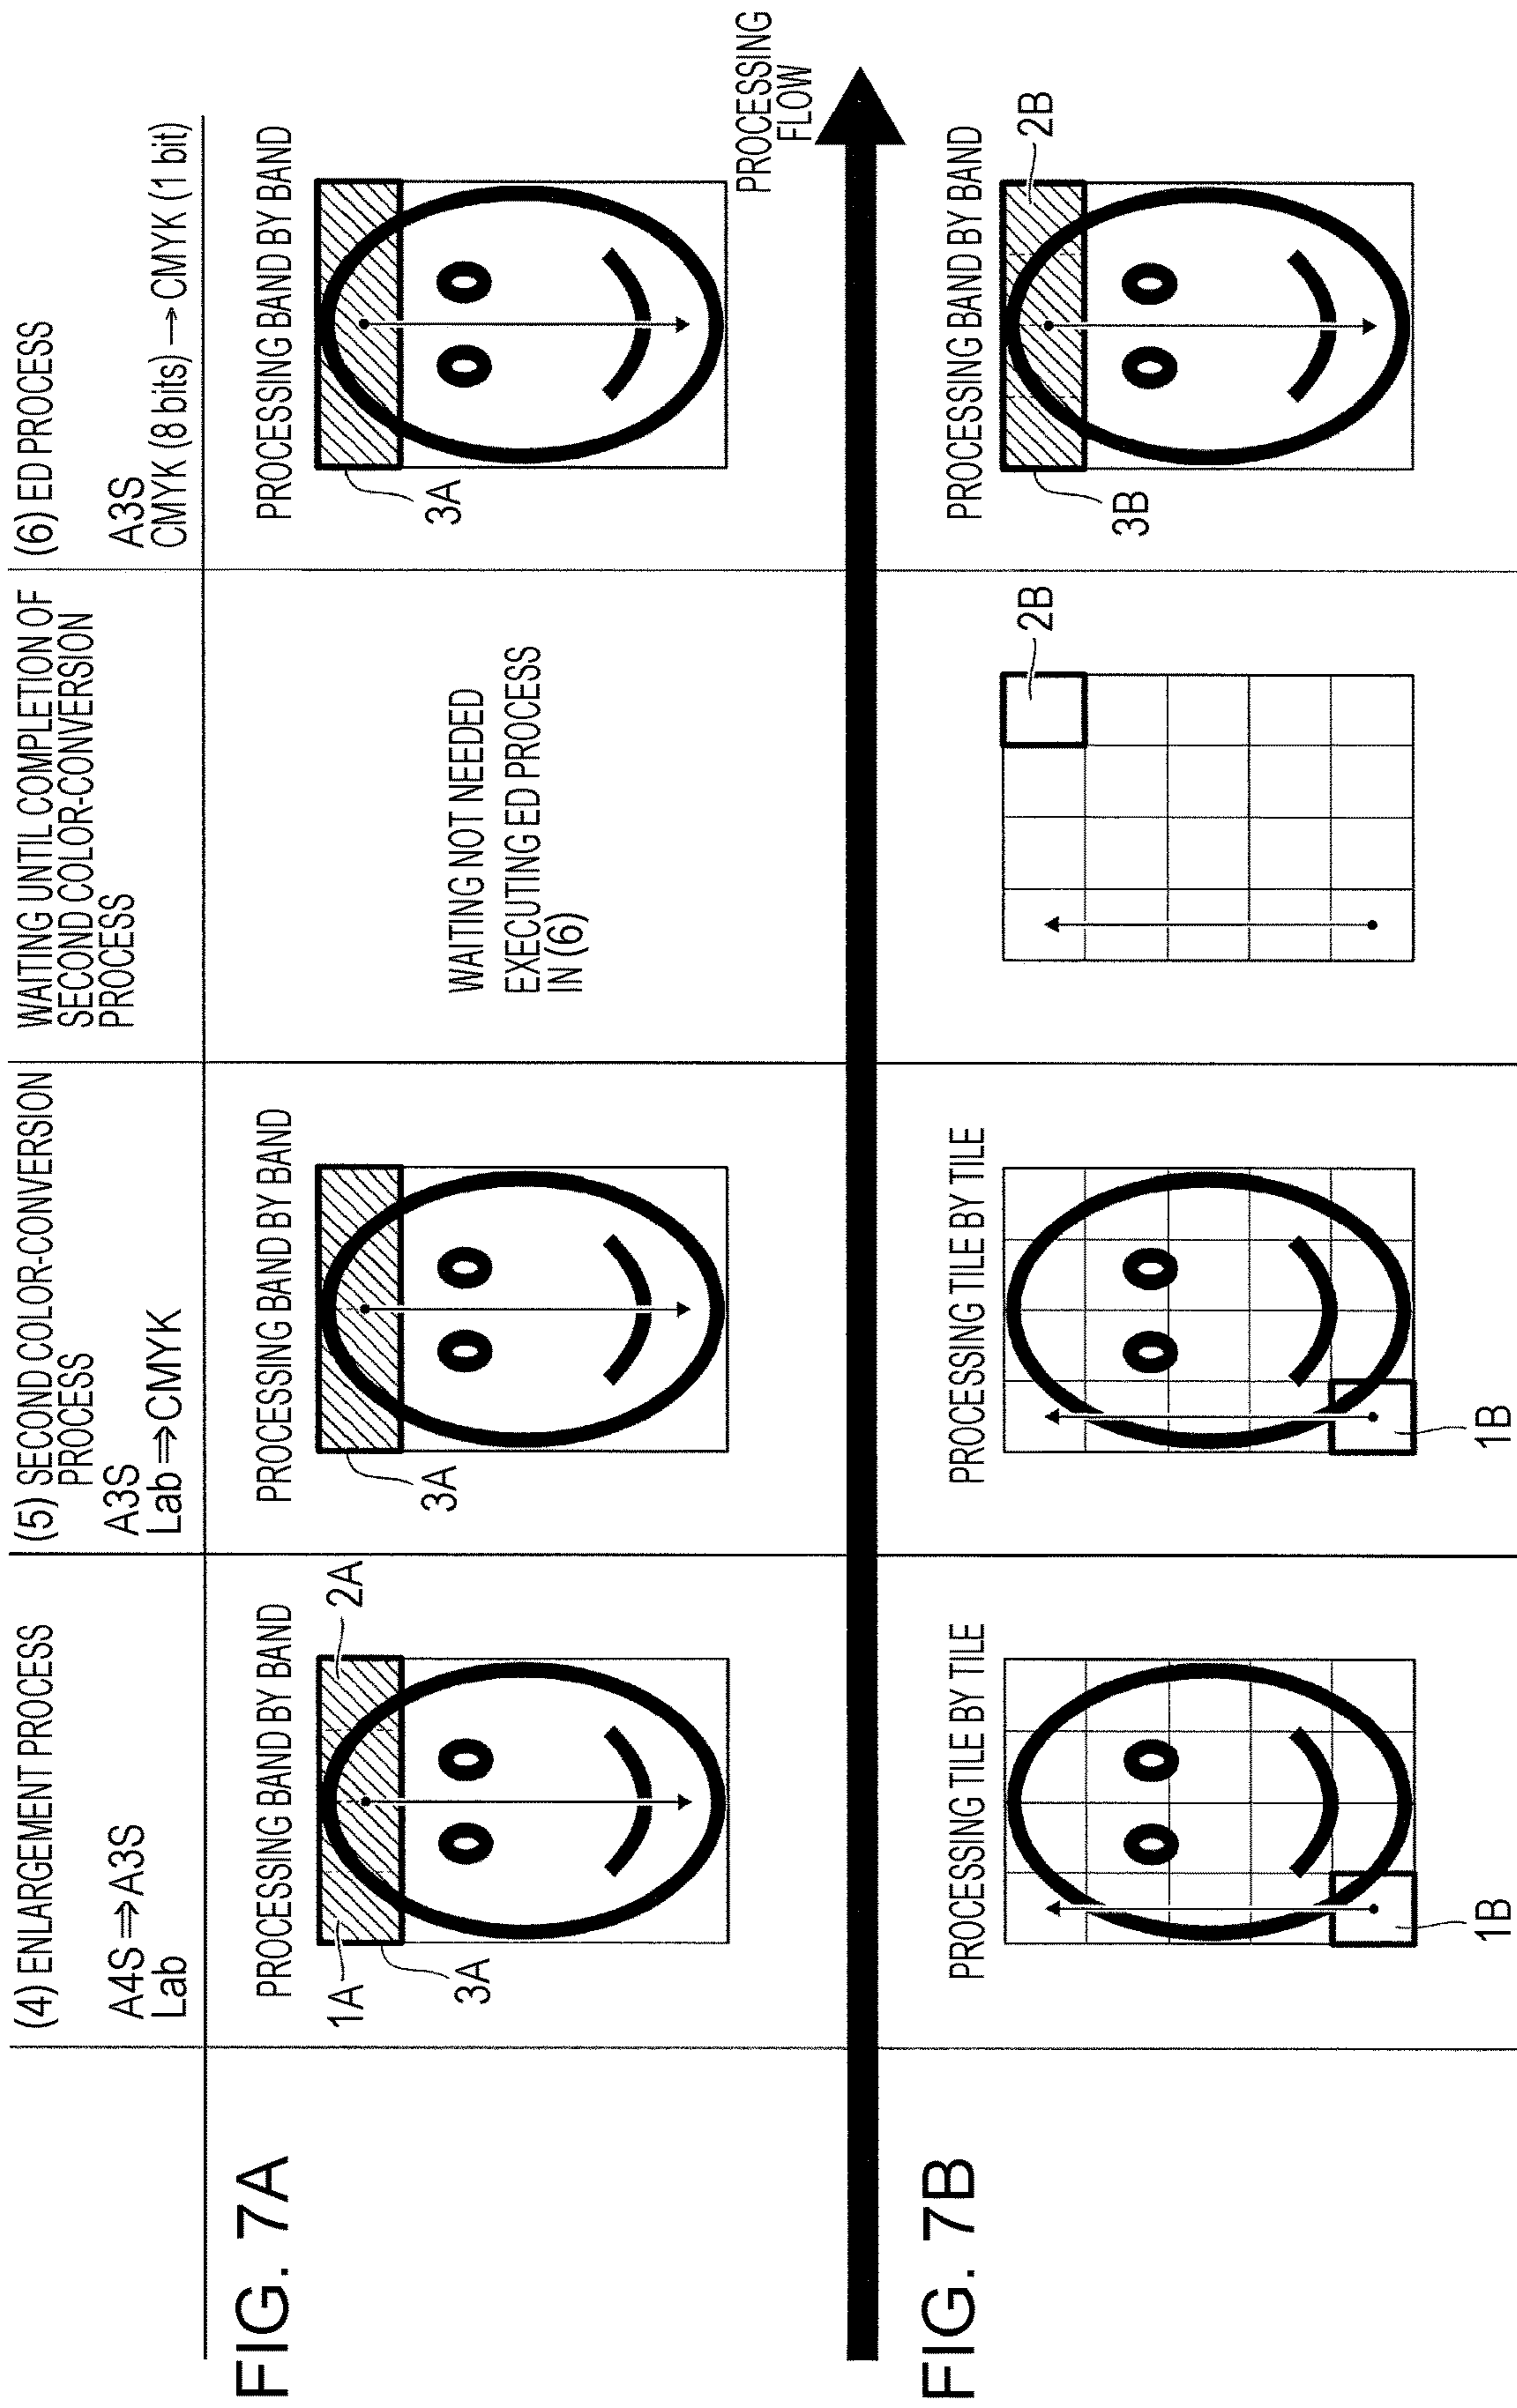 (4) ENLARGEMENT PROCESS
A4S⇒A3S
Lab
(5) SECOND COLOR-CONVERSION
PROCESS
A3S
Lab⇒CMYK
WAITING UNTIL COMPLETION OF
SECOND COLOR-CONVERSION
PROCESS
(6) ED PROCESS
A3S
CMYK (8 bits) → CMYK (1 bit)
FIG. 7A
PROCESSING BAND BY BAND
1A
2A
3A
PROCESSING BAND BY BAND
3A
WAITING NOT NEEDED
EXECUTING ED PROCESS
IN (6)
PROCESSING BAND BY BAND
3A
PROCESSING
FLOW
FIG. 7B
PROCESSING TILE BY TILE
1B
PROCESSING TILE BY TILE
1B
2B
PROCESSING BAND BY BAND
2B
3B